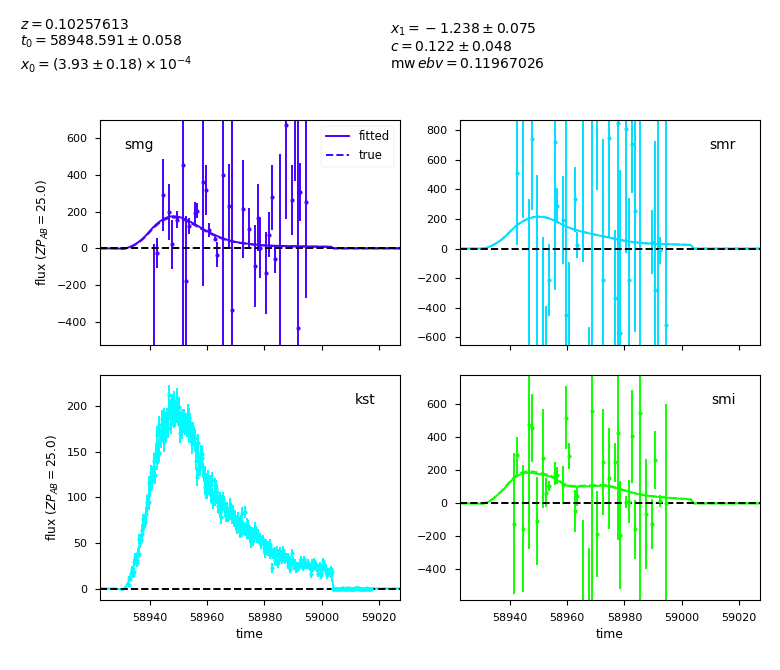 z = 0.10257613
t₀ = 58948.591 ± 0.058
x₀ = (3.93 ± 0.18) × 10⁻⁴
x₁ = −1.238 ± 0.075
c = 0.122 ± 0.048
mw ebv = 0.11967026
smg
fitted
true
600
400
200
0
−200
−400
flux (ZP_AB = 25.0)
smr
800
600
400
200
0
−200
−400
−600
kst
200
150
100
50
0
flux (ZP_AB = 25.0)
58940 58960 58980 59000 59020
time
smi
600
400
200
0
−200
−400
58940 58960 58980 59000 59020
time